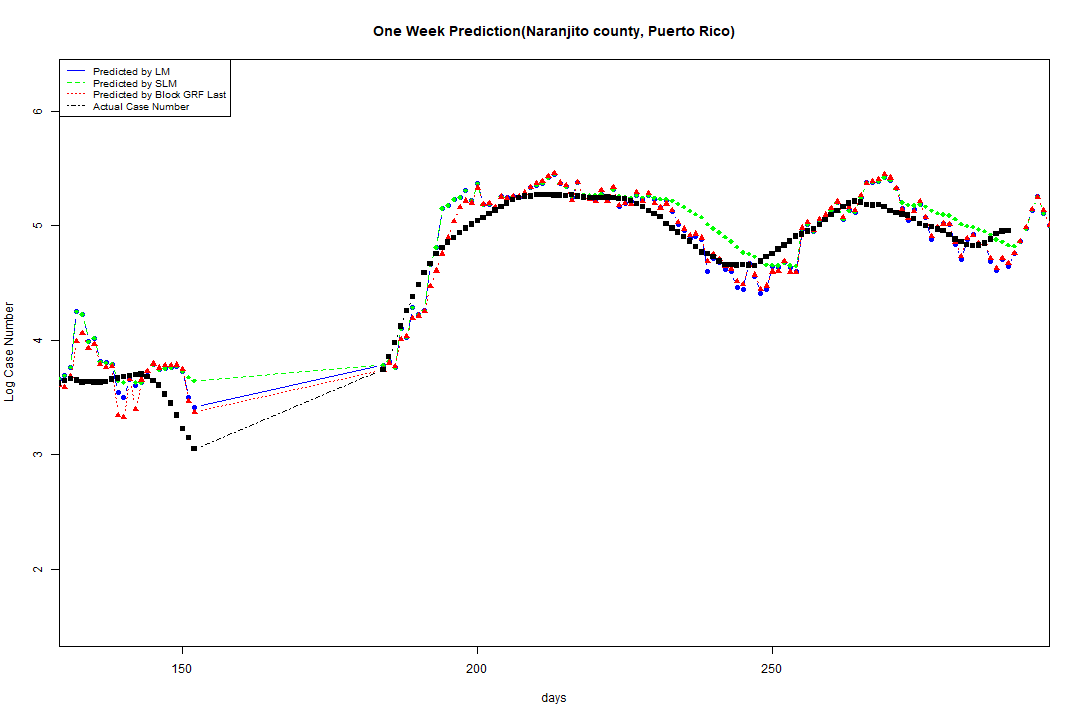 One Week Prediction(Naranjito county, Puerto Rico)
Predicted by LM
Predicted by SLM
Predicted by Block GRF Last
Actual Case Number
6
5
4
3
2
Log Case Number
150 200 250
days